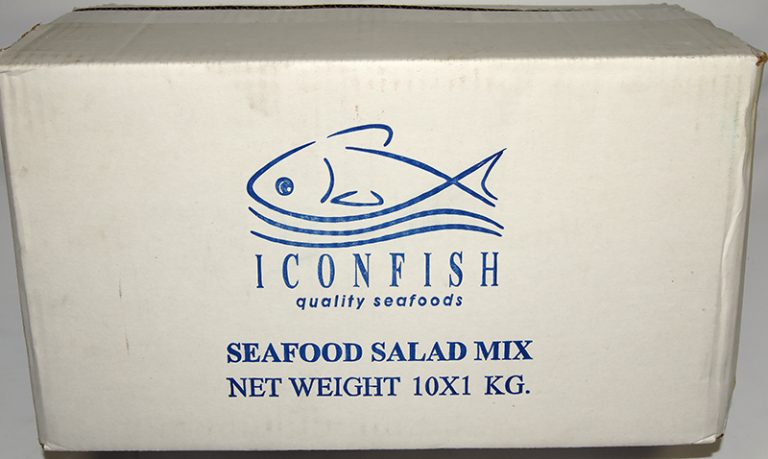 ICONFISH
quality seafoods
SEAFOOD SALAD MIX
NET WEIGHT 10X1 KG.